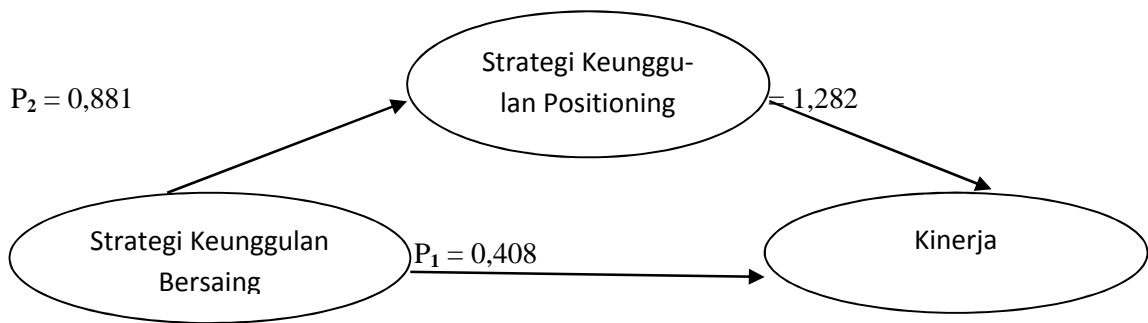 Strategi Keunggu-
lan Positioning
P₂ = 0,881
= 1,282
Strategi Keunggulan
Bersaing
P₁ = 0,408
Kinerja